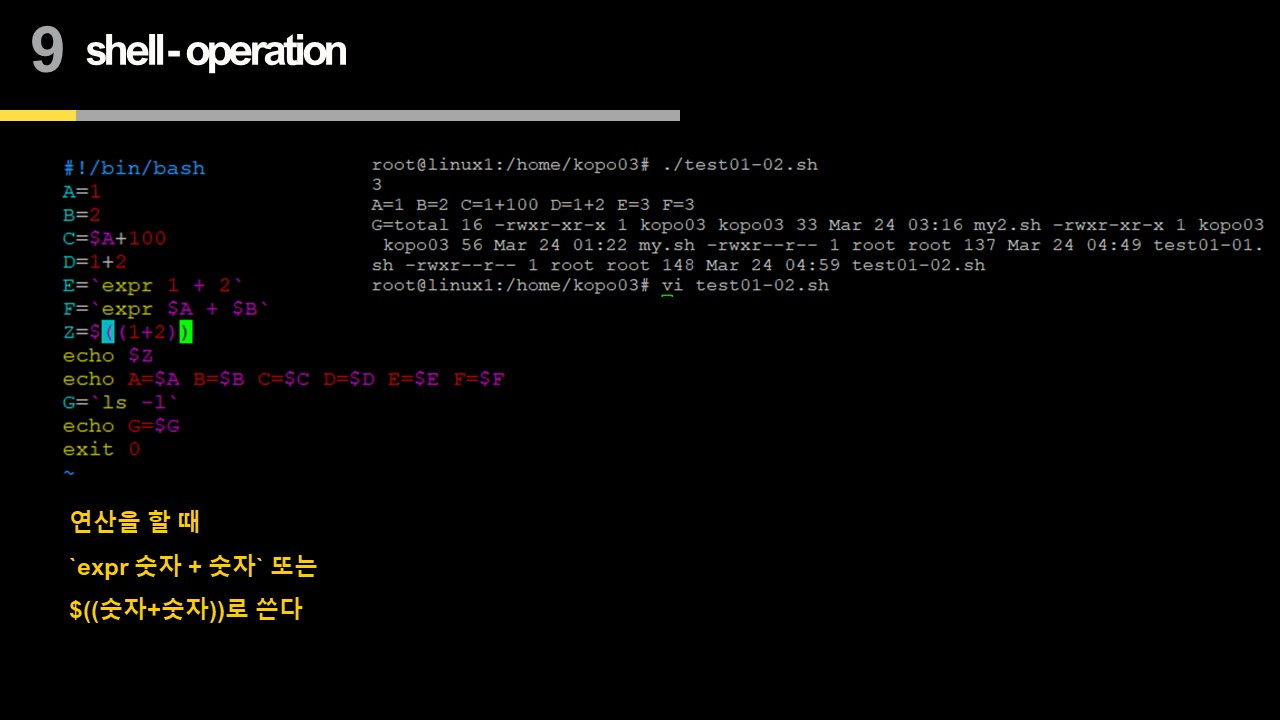 9 shell - operation
#!/bin/bash
A=1
B=2
C=$A+100
D=1+2
E=`expr 1 + 2`
F=`expr $A + $B`
Z=$((1+2))
echo $Z
echo A=$A B=$B C=$C D=$D E=$E F=$F
G=`ls -l`
echo G=$G
exit 0
~
root@linux1:/home/kopo03# ./test01-02.sh
3
A=1 B=2 C=1+100 D=1+2 E=3 F=3
G=total 16 -rwxr-xr-x 1 kopo03 kopo03 33 Mar 24 03:16 my2.sh -rwxr-xr-x 1 kopo03
kopo03 56 Mar 24 01:22 my.sh -rwxr--r-- 1 root root 137 Mar 24 04:49 test01-01.
sh -rwxr--r-- 1 root root 148 Mar 24 04:59 test01-02.sh
root@linux1:/home/kopo03# vi test01-02.sh
연산을 할 때
`expr 숫자 + 숫자` 또는
$((숫자+숫자))로 쓴다